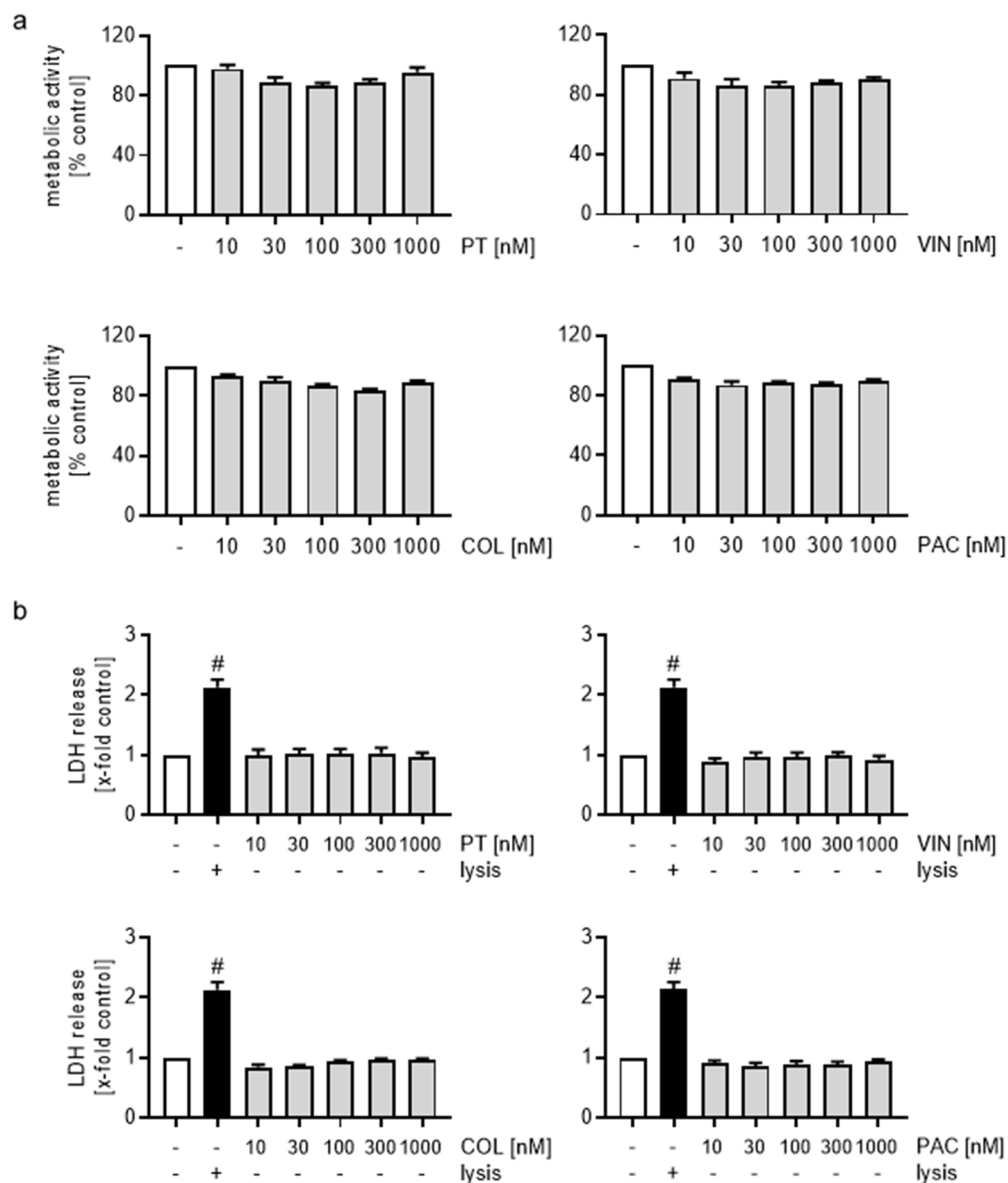 a
metabolic activity
[% control]
120
80
40
0
- 10 30 100 300 1000
PT [nM]
120
80
40
0
- 10 30 100 300 1000
VIN [nM]
metabolic activity
[% control]
120
80
40
0
- 10 30 100 300 1000
COL [nM]
120
80
40
0
- 10 30 100 300 1000
PAC [nM]
b
LDH release
[x-fold control]
3
2
1
0
#
- - 10 30 100 300 1000 PT [nM]
- + - - - - - lysis
3
2
1
0
#
- - 10 30 100 300 1000 VIN [nM]
- + - - - - - lysis
LDH release
[x-fold control]
3
2
1
0
#
- - 10 30 100 300 1000 COL [nM]
- + - - - - - lysis
3
2
1
0
#
- - 10 30 100 300 1000 PAC [nM]
- + - - - - - lysis